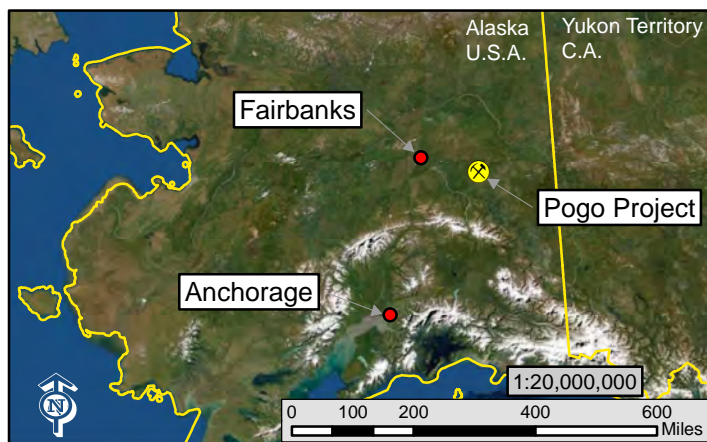 Alaska
U.S.A.
Yukon Territory
C.A.
Fairbanks
Pogo Project
Anchorage
1:20,000,000
N
0 100 200 400 600
Miles